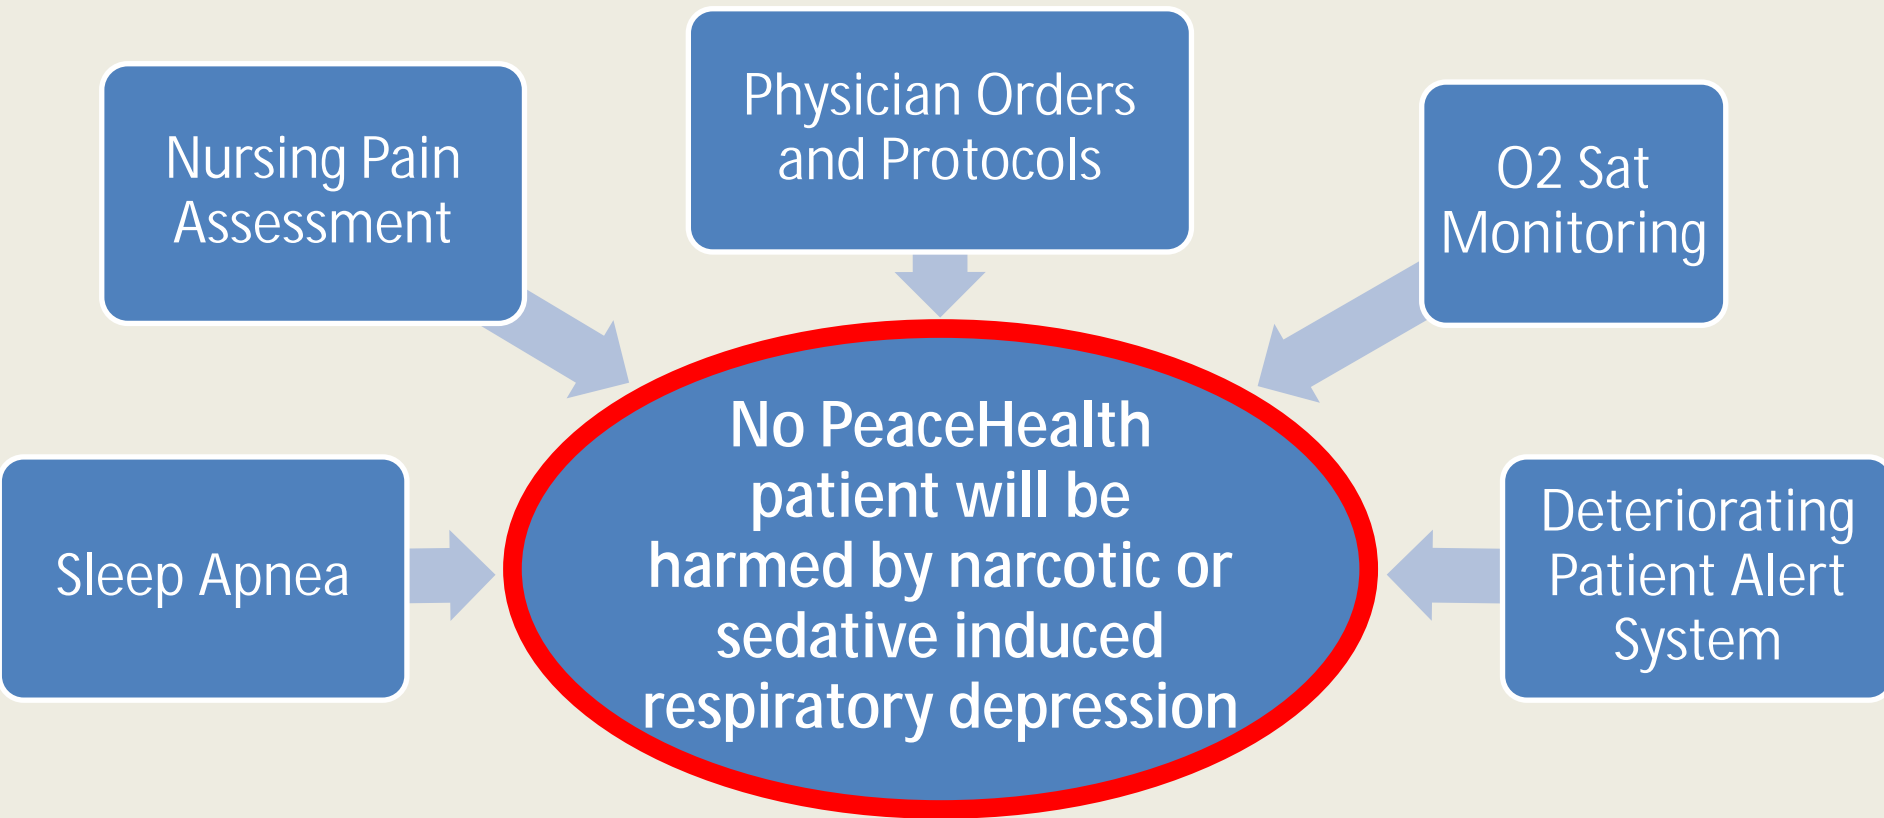 Nursing Pain
Assessment
Physician Orders
and Protocols
O2 Sat
Monitoring
Sleep Apnea
No PeaceHealth
patient will be
harmed by narcotic or
sedative induced
respiratory depression
Deteriorating
Patient Alert
System